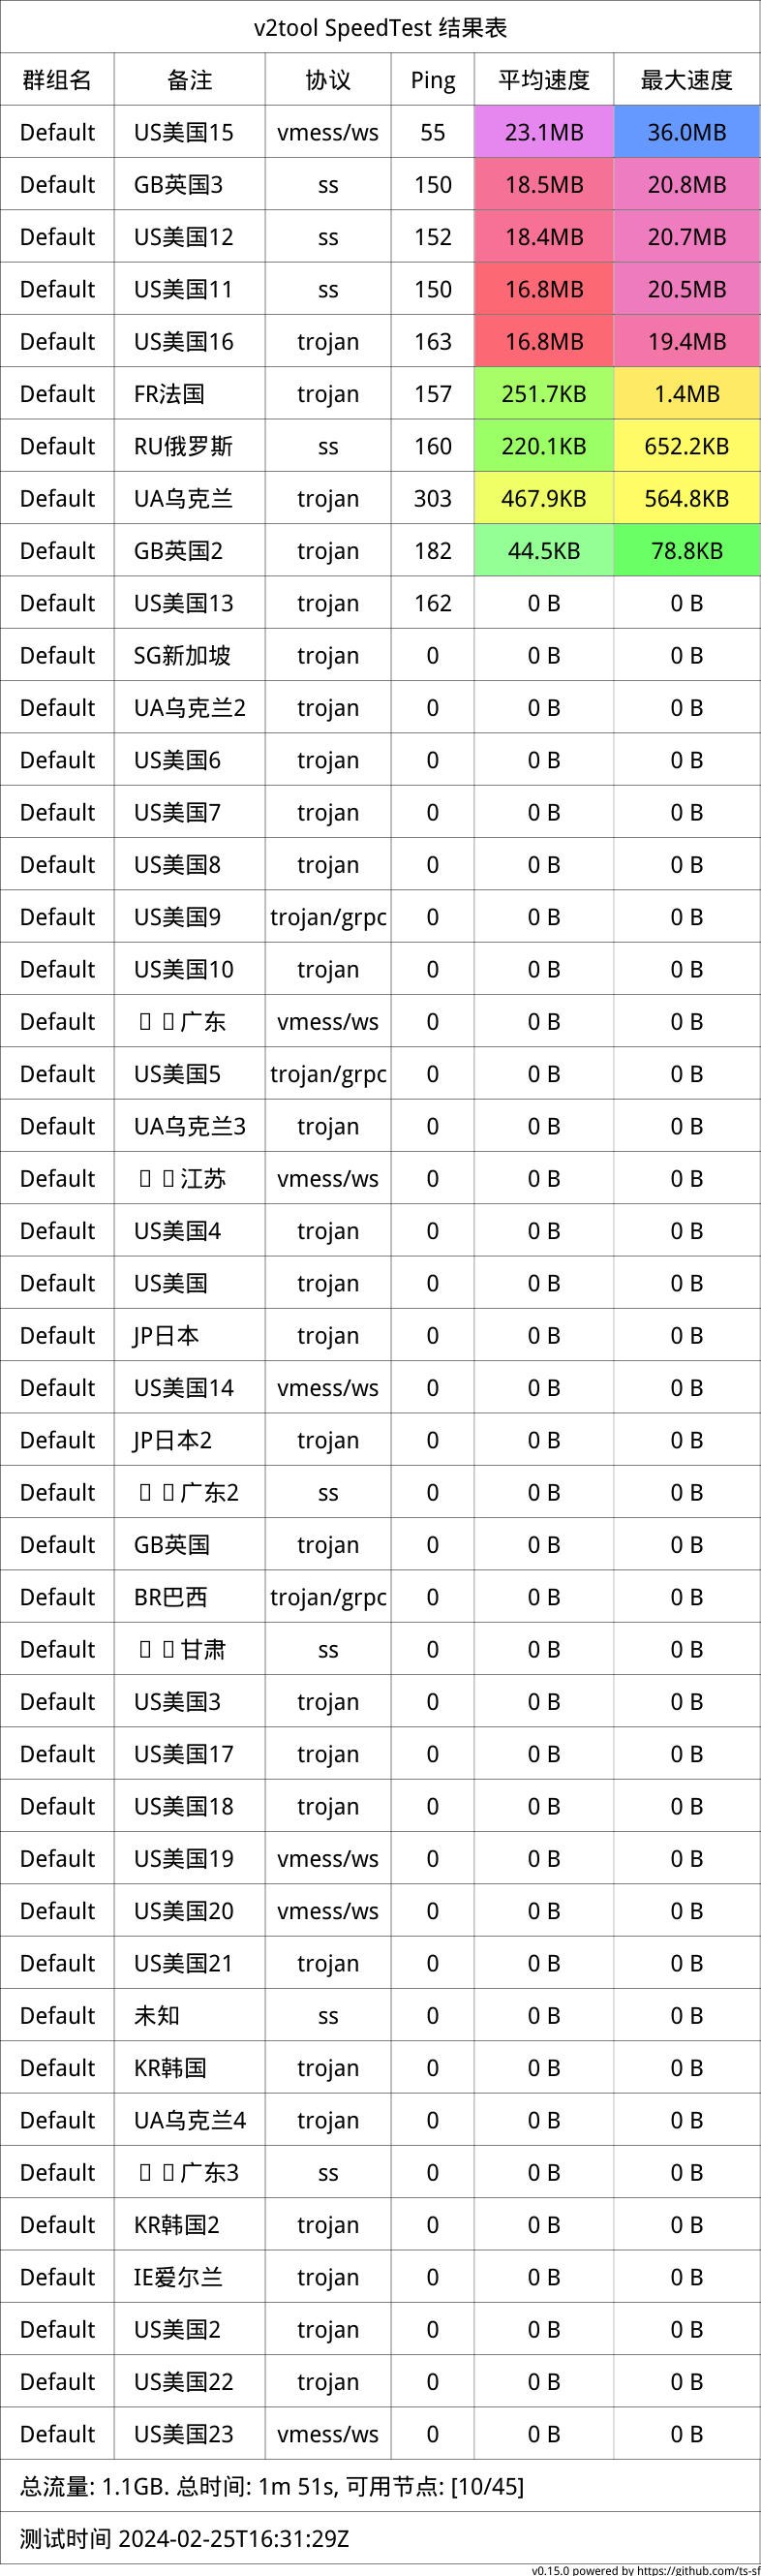 v2tool SpeedTest 结果表
群组名 备注 协议 Ping 平均速度 最大速度
Default US美国15 vmess/ws 55 23.1MB 36.0MB
Default GB英国3 ss 150 18.5MB 20.8MB
Default US美国12 ss 152 18.4MB 20.7MB
Default US美国11 ss 150 16.8MB 20.5MB
Default US美国16 trojan 163 16.8MB 19.4MB
Default FR法国 trojan 157 251.7KB 1.4MB
Default RU俄罗斯 ss 160 220.1KB 652.2KB
Default UA乌克兰 trojan 303 467.9KB 564.8KB
Default GB英国2 trojan 182 44.5KB 78.8KB
Default US美国13 trojan 162 0 B 0 B
Default SG新加坡 trojan 0 0 B 0 B
Default UA乌克兰2 trojan 0 0 B 0 B
Default US美国6 trojan 0 0 B 0 B
Default US美国7 trojan 0 0 B 0 B
Default US美国8 trojan 0 0 B 0 B
Default US美国9 trojan/grpc 0 0 B 0 B
Default US美国10 trojan 0 0 B 0 B
Default 广东 vmess/ws 0 0 B 0 B
Default US美国5 trojan/grpc 0 0 B 0 B
Default UA乌克兰3 trojan 0 0 B 0 B
Default 江苏 vmess/ws 0 0 B 0 B
Default US美国4 trojan 0 0 B 0 B
Default US美国 trojan 0 0 B 0 B
Default JP日本 trojan 0 0 B 0 B
Default US美国14 vmess/ws 0 0 B 0 B
Default JP日本2 trojan 0 0 B 0 B
Default 广东2 ss 0 0 B 0 B
Default GB英国 trojan 0 0 B 0 B
Default BR巴西 trojan/grpc 0 0 B 0 B
Default 甘肃 ss 0 0 B 0 B
Default US美国3 trojan 0 0 B 0 B
Default US美国17 trojan 0 0 B 0 B
Default US美国18 trojan 0 0 B 0 B
Default US美国19 vmess/ws 0 0 B 0 B
Default US美国20 vmess/ws 0 0 B 0 B
Default US美国21 trojan 0 0 B 0 B
Default 未知 ss 0 0 B 0 B
Default KR韩国 trojan 0 0 B 0 B
Default UA乌克兰4 trojan 0 0 B 0 B
Default 广东3 ss 0 0 B 0 B
Default KR韩国2 trojan 0 0 B 0 B
Default IE爱尔兰 trojan 0 0 B 0 B
Default US美国2 trojan 0 0 B 0 B
Default US美国22 trojan 0 0 B 0 B
Default US美国23 vmess/ws 0 0 B 0 B
总流量: 1.1GB. 总时间: 1m 51s, 可用节点: [10/45]
测试时间 2024-02-25T16:31:29Z
v0.15.0 powered by https://github.com/ts-sf